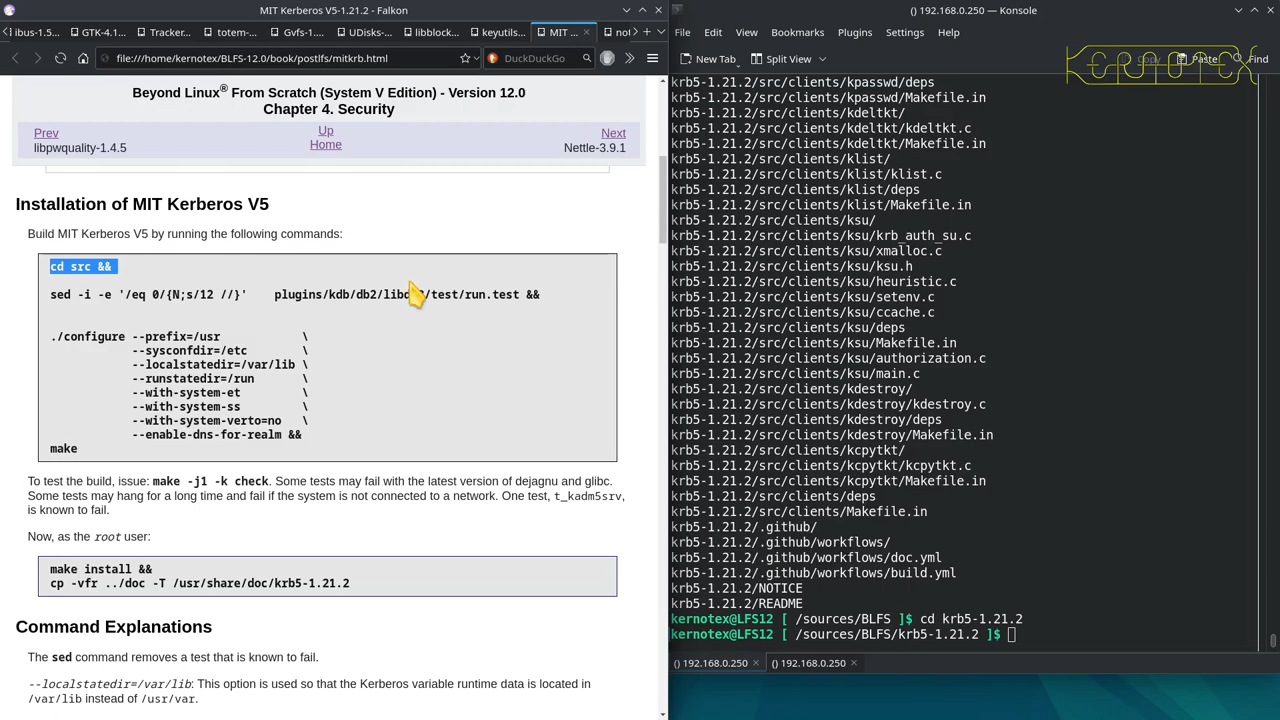 MIT Kerberos V5-1.21.2 - Falkon
() 192.168.0.250 — Konsole
ibus-1.5...
GTK-4.1...
Tracker...
totem-...
Gvfs-1....
UDisks-...
libblock...
keyutils...
MIT ...
File Edit View Bookmarks Plugins Settings Help
file:///home/kernotex/BLFS-12.0/book/postlfs/mitkrb.html
DuckDuckGo
New Tab
Split View
Copy
Paste
Find
Kernotex
Beyond Linux® From Scratch (System V Edition) - Version 12.0
Chapter 4. Security
Prev
Up
Next
libpwquality-1.4.5
Home
Nettle-3.9.1
Installation of MIT Kerberos V5
Build MIT Kerberos V5 by running the following commands:
cd src &&
sed -i -e '/eq 0/{N;s/12 //}' plugins/kdb/db2/libdb2/test/run.test &&
./configure --prefix=/usr \
--sysconfdir=/etc \
--localstatedir=/var/lib \
--runstatedir=/run \
--with-system-et \
--with-system-ss \
--with-system-verto=no \
--enable-dns-for-realm &&
make
To test the build, issue: make -j1 -k check. Some tests may fail with the latest version of dejagnu and glibc.
Some tests may hang for a long time and fail if the system is not connected to a network. One test, t_kadm5srv,
is known to fail.
Now, as the root user:
make install &&
cp -vfr ../doc -T /usr/share/doc/krb5-1.21.2
Command Explanations
The sed command removes a test that is known to fail.
--localstatedir=/var/lib: This option is used so that the Kerberos variable runtime data is located in
/var/lib instead of /usr/var.
krb5-1.21.2/src/clients/kpasswd/deps
krb5-1.21.2/src/clients/kpasswd/Makefile.in
krb5-1.21.2/src/clients/kdeltkt/
krb5-1.21.2/src/clients/kdeltkt/kdeltkt.c
krb5-1.21.2/src/clients/kdeltkt/Makefile.in
krb5-1.21.2/src/clients/klist/
krb5-1.21.2/src/clients/klist/klist.c
krb5-1.21.2/src/clients/klist/deps
krb5-1.21.2/src/clients/klist/Makefile.in
krb5-1.21.2/src/clients/ksu/
krb5-1.21.2/src/clients/ksu/krb_auth_su.c
krb5-1.21.2/src/clients/ksu/xmalloc.c
krb5-1.21.2/src/clients/ksu/ksu.h
krb5-1.21.2/src/clients/ksu/heuristic.c
krb5-1.21.2/src/clients/ksu/setenv.c
krb5-1.21.2/src/clients/ksu/ccache.c
krb5-1.21.2/src/clients/ksu/deps
krb5-1.21.2/src/clients/ksu/Makefile.in
krb5-1.21.2/src/clients/ksu/authorization.c
krb5-1.21.2/src/clients/ksu/main.c
krb5-1.21.2/src/clients/kdestroy/
krb5-1.21.2/src/clients/kdestroy/kdestroy.c
krb5-1.21.2/src/clients/kdestroy/deps
krb5-1.21.2/src/clients/kdestroy/Makefile.in
krb5-1.21.2/src/clients/kcpytkt/
krb5-1.21.2/src/clients/kcpytkt/kcpytkt.c
krb5-1.21.2/src/clients/kcpytkt/Makefile.in
krb5-1.21.2/src/clients/deps
krb5-1.21.2/src/clients/Makefile.in
krb5-1.21.2/.github/
krb5-1.21.2/.github/workflows/
krb5-1.21.2/.github/workflows/doc.yml
krb5-1.21.2/.github/workflows/build.yml
krb5-1.21.2/NOTICE
krb5-1.21.2/README
kernotex@LFS12 [ /sources/BLFS ]$ cd krb5-1.21.2
kernotex@LFS12 [ /sources/BLFS/krb5-1.21.2 ]$
() 192.168.0.250
() 192.168.0.250